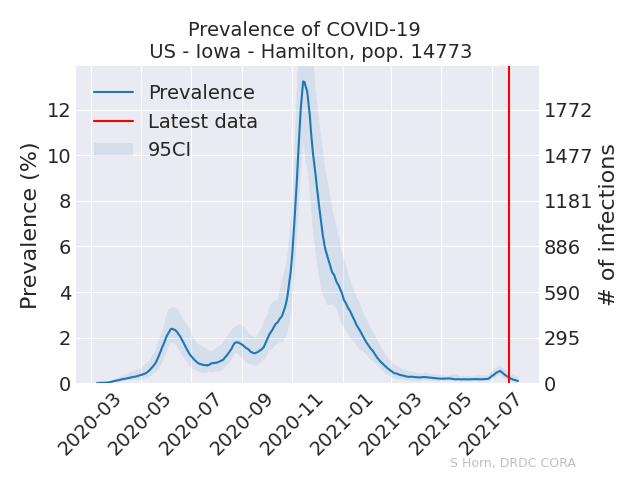 Prevalence of COVID-19
US - Iowa - Hamilton, pop. 14773
Prevalence
Latest data
95CI
Prevalence (%)
12
10
8
6
4
2
0
1772
1477
1181
886
590
295
0
# of infections
2020-03
2020-05
2020-07
2020-09
2020-11
2021-01
2021-03
2021-05
2021-07
S Horn, DRDC CORA